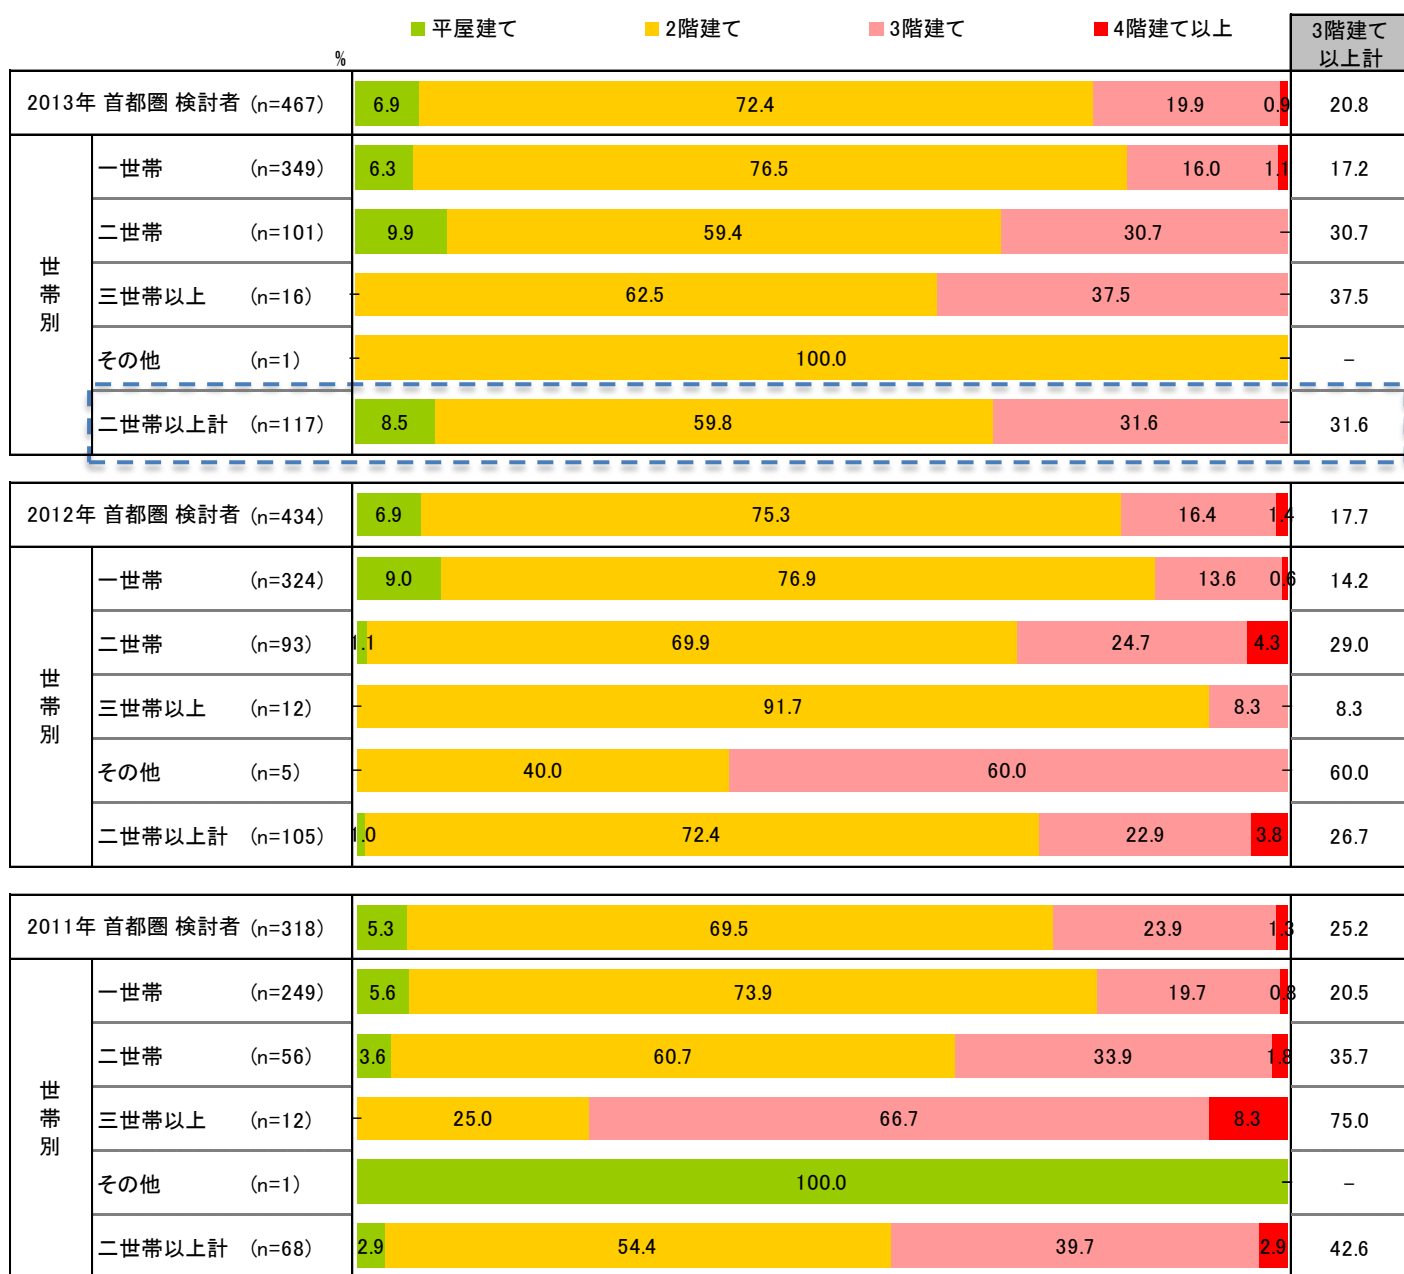 平屋建て 2階建て 3階建て 4階建て以上 3階建て
以上計
%
2013年 首都圏 検討者 (n=467) 6.9 72.4 19.9 0.9 20.8
世帯別
一世帯 (n=349) 6.3 76.5 16.0 1.1 17.2
二世帯 (n=101) 9.9 59.4 30.7 - 30.7
三世帯以上 (n=16) - 62.5 37.5 - 37.5
その他 (n=1) - 100.0 - -
二世帯以上計 (n=117) 8.5 59.8 31.6 - 31.6
2012年 首都圏 検討者 (n=434) 6.9 75.3 16.4 1.4 17.7
世帯別
一世帯 (n=324) 9.0 76.9 13.6 0.6 14.2
二世帯 (n=93) 1.1 69.9 24.7 4.3 29.0
三世帯以上 (n=12) - 91.7 8.3 - 8.3
その他 (n=5) - 40.0 60.0 - 60.0
二世帯以上計 (n=105) 1.0 72.4 22.9 3.8 26.7
2011年 首都圏 検討者 (n=318) 5.3 69.5 23.9 1.3 25.2
世帯別
一世帯 (n=249) 5.6 73.9 19.7 0.8 20.5
二世帯 (n=56) 3.6 60.7 33.9 1.8 35.7
三世帯以上 (n=12) - 25.0 66.7 8.3 75.0
その他 (n=1) 100.0 - -
二世帯以上計 (n=68) 2.9 54.4 39.7 2.9 42.6